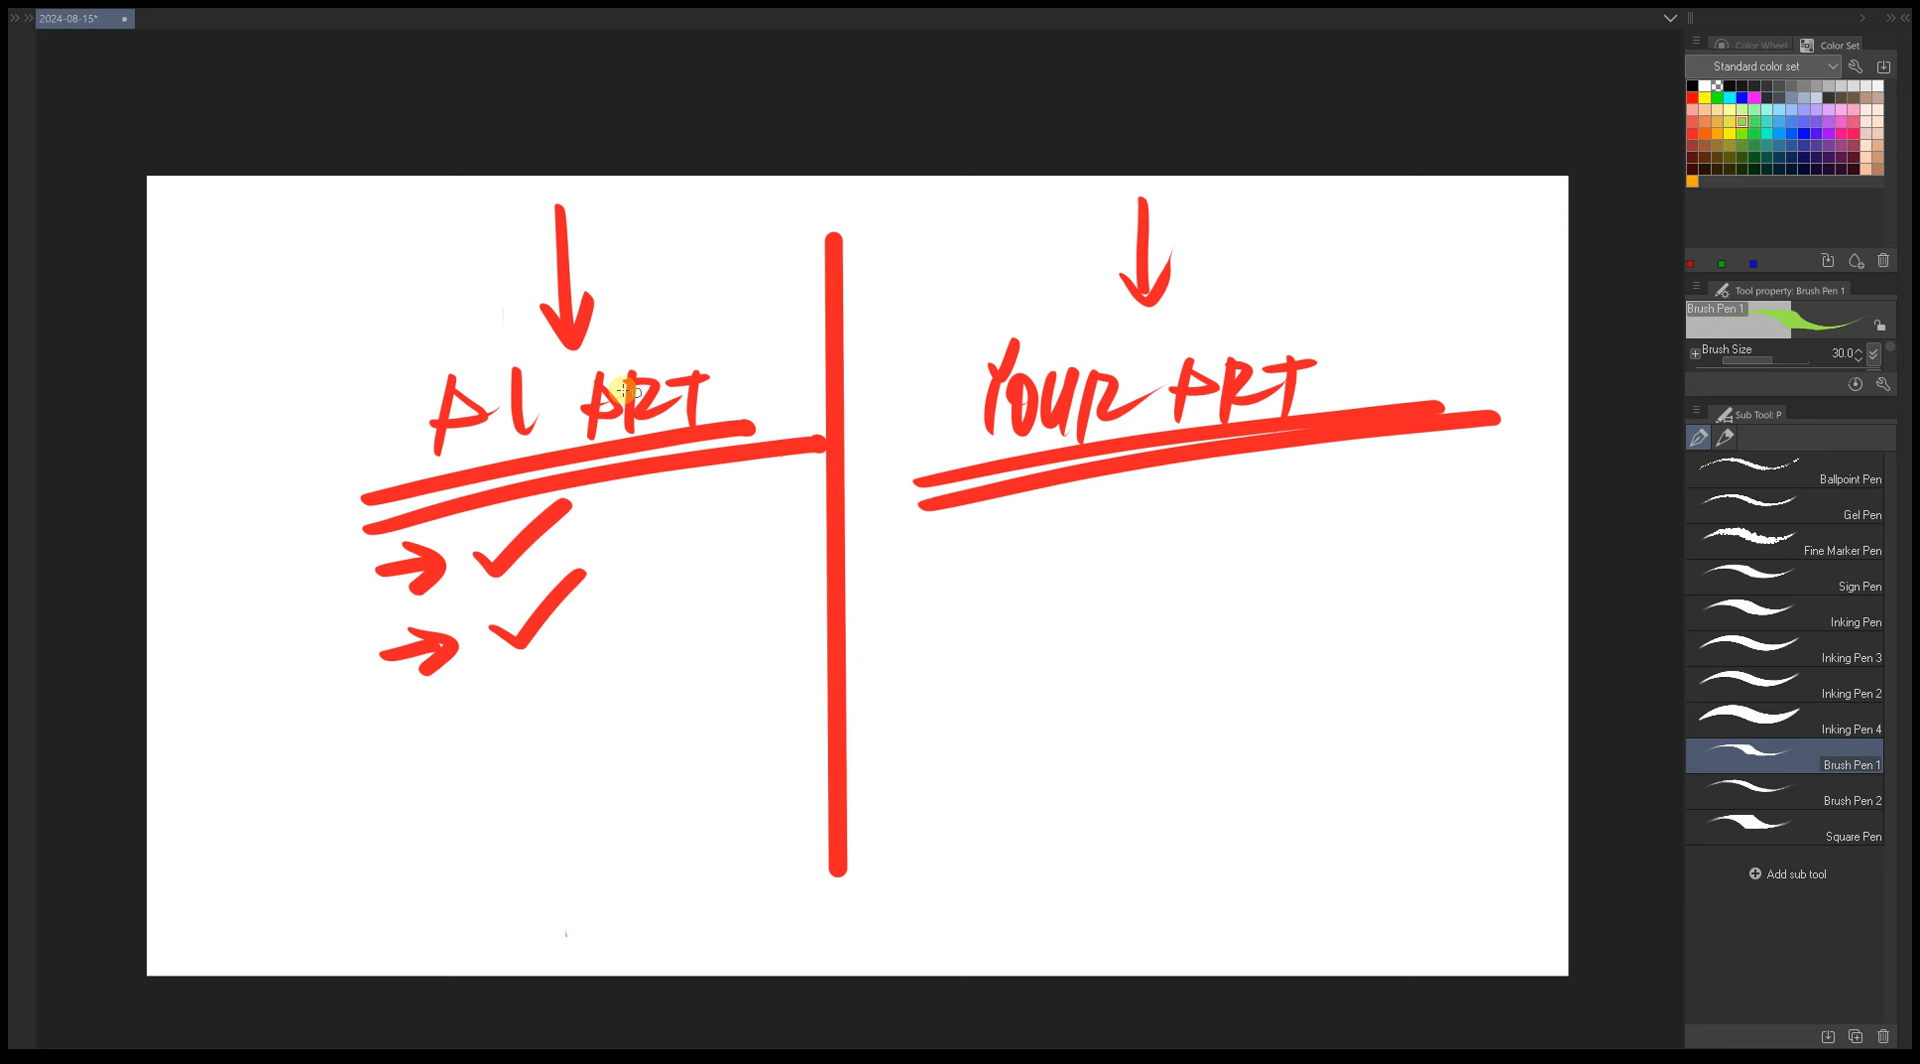 2024-08-15*
Color Wheel
Color Set
Standard color set
AI ART
YOUR ART
Tool property: Brush Pen 1
Brush Pen 1
Brush Size
30.0
Sub Tool: P
Ballpoint Pen
Gel Pen
Fine Marker Pen
Sign Pen
Inking Pen
Inking Pen 3
Inking Pen 2
Inking Pen 4
Brush Pen 1
Brush Pen 2
Square Pen
Add sub tool